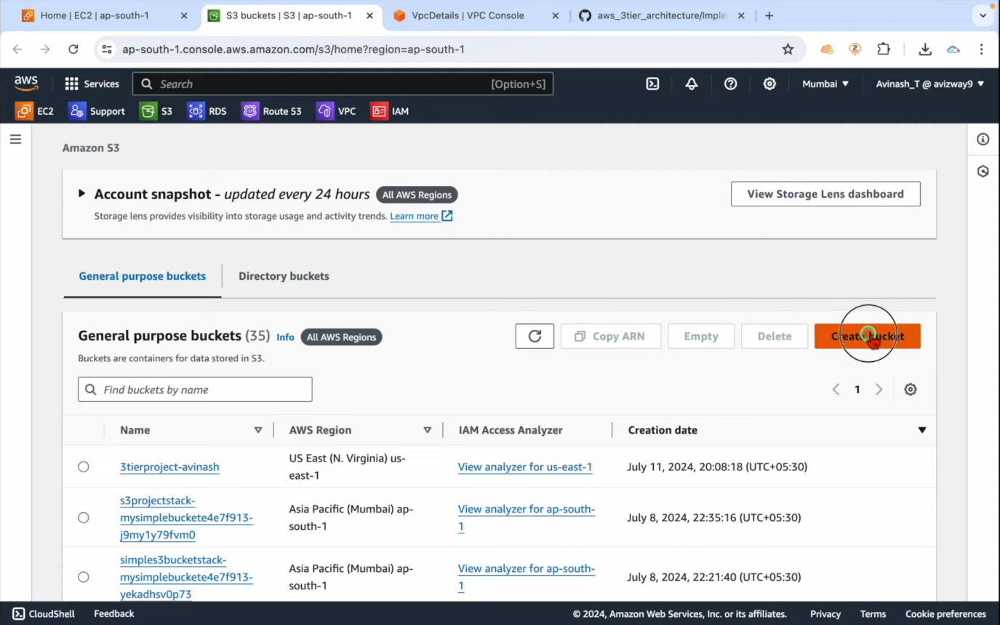 Home | EC2 | ap-south-1
S3 buckets | S3 | ap-south-1
VpcDetails | VPC Console
aws_3tier_architecture/Imple
ap-south-1.console.aws.amazon.com/s3/home?region=ap-south-1
2
aws
Services
Search
[Option+S]
Mumbai
Avinash_T @ avizway9
EC2
Support
S3
RDS
53
Route 53
VPC
IAM
Amazon S3
Account snapshot - updated every 24 hours
All AWS Regions
View Storage Lens dashboard
Storage lens provides visibility into storage usage and activity trends. Learn more
General purpose buckets
Directory buckets
General purpose buckets (35) Info
All AWS Regions
Copy ARN
Empty
Delete
Create bucket
Buckets are containers for data stored in S3.
Find buckets by name
1
Name
AWS Region
IAM Access Analyzer
Creation date
3tierproject-avinash
US East (N. Virginia) us-
east-1
View analyzer for us-east-1
July 11, 2024, 20:08:18 (UTC+05:30)
s3projectstack-
mysimplebuckete4e7f913-
j9my1y79fvm0
Asia Pacific (Mumbai) ap-
south-1
View analyzer for ap-south-
1
July 8, 2024, 22:35:16 (UTC+05:30)
simples3bucketstack-
mysimplebuckete4e7f913-
yekadhsv0p73
Asia Pacific (Mumbai) ap-
south-1
View analyzer for ap-south-
1
July 8, 2024, 22:21:40 (UTC+05:30)
CloudShell
Feedback
© 2024, Amazon Web Services, Inc. or its affiliates.
Privacy
Terms
Cookie preferences